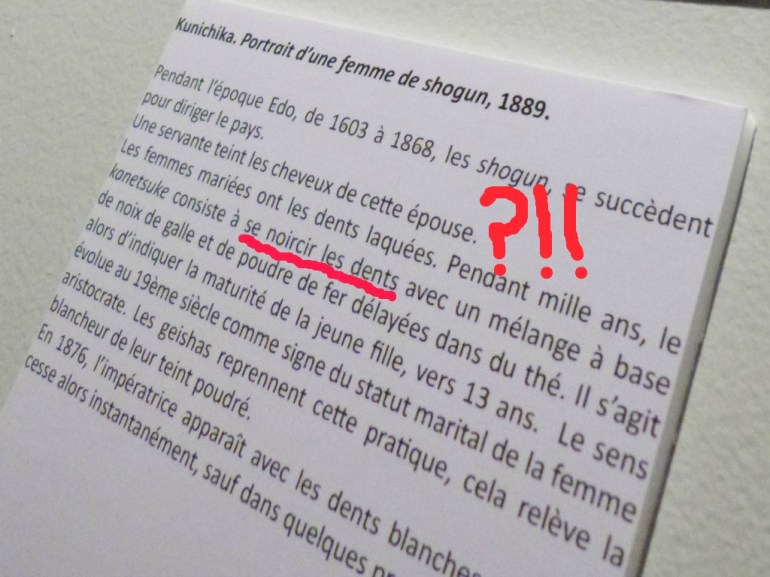 Kunichika. Portrait d'une femme de shogun, 1889.
Pendant l'époque Edo, de 1603 à 1868, les shogun, se succèdent
pour diriger le pays.
Une servante teint les cheveux de cette épouse.
?!!
Les femmes mariées ont les dents laquées. Pendant mille ans, le
kanetsuke consiste à se noircir les dents avec un mélange à base
de noix de galle et de poudre de fer délayées dans du thé. Il s'agit
alors d'indiquer la maturité de la jeune fille, vers 13 ans. Le sens
évolue au 19ème siècle comme signe du statut marital de la femme
aristocrate. Les geishas reprennent cette pratique, cela relève la
blancheur de leur teint poudré.
En 1876, l'impératrice apparaît avec les dents blanches
cesse alors instantanément, sauf dans quelques